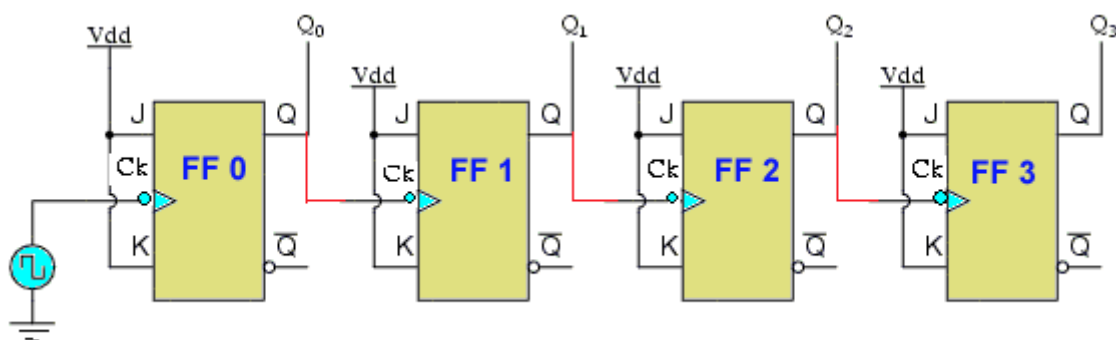 Q₀ Q₁ Q₂ Q₃
Vdd Vdd Vdd Vdd
J Q J Q J Q J Q
Ck FF 0 Ck FF 1 Ck FF 2 Ck FF 3
K Q̅ K Q̅ K Q̅ K Q̅